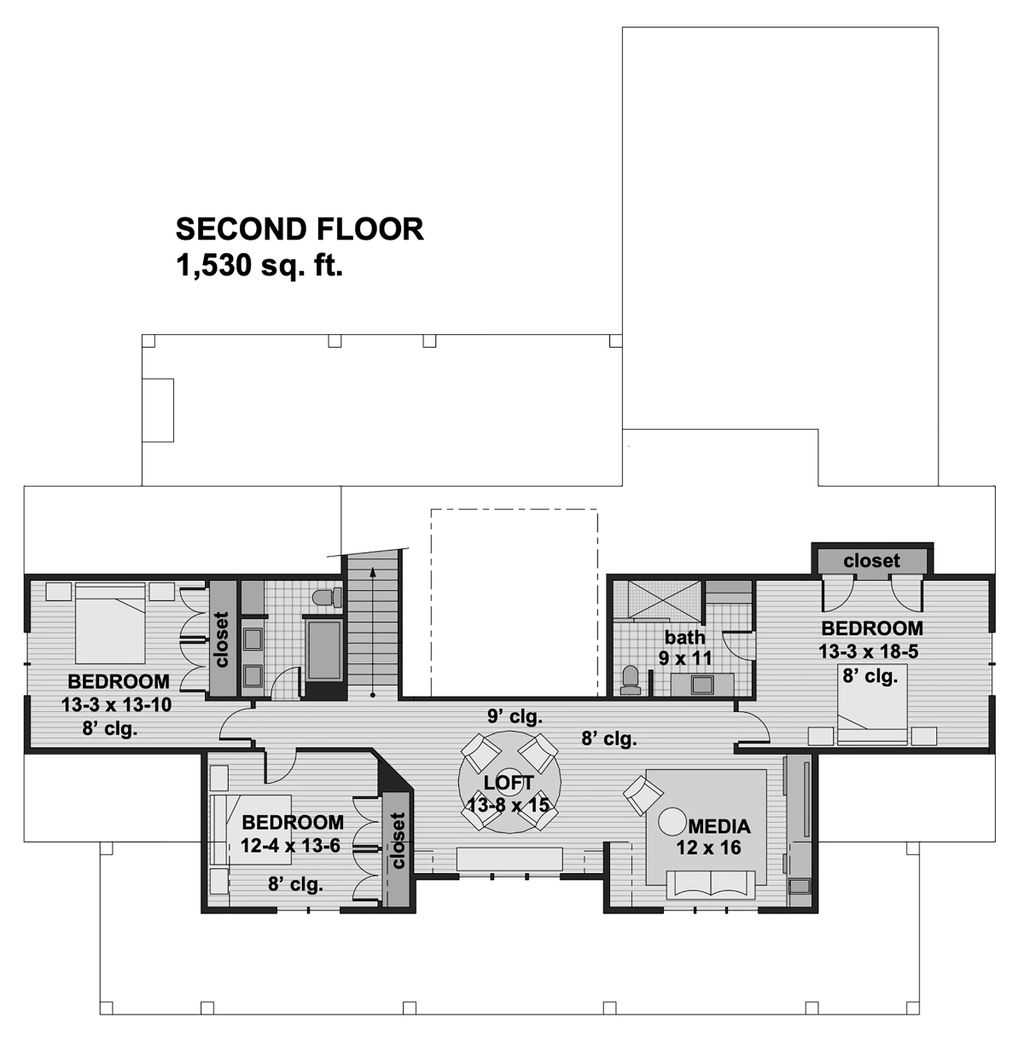 SECOND FLOOR
1,530 sq. ft.
closet
closet
BEDROOM
13-3 x 13-10
8’ clg.
bath
9 x 11
BEDROOM
13-3 x 18-5
8’ clg.
9’ clg.
8’ clg.
LOFT
13-8 x 15
BEDROOM
12-4 x 13-6
8’ clg.
closet
MEDIA
12 x 16